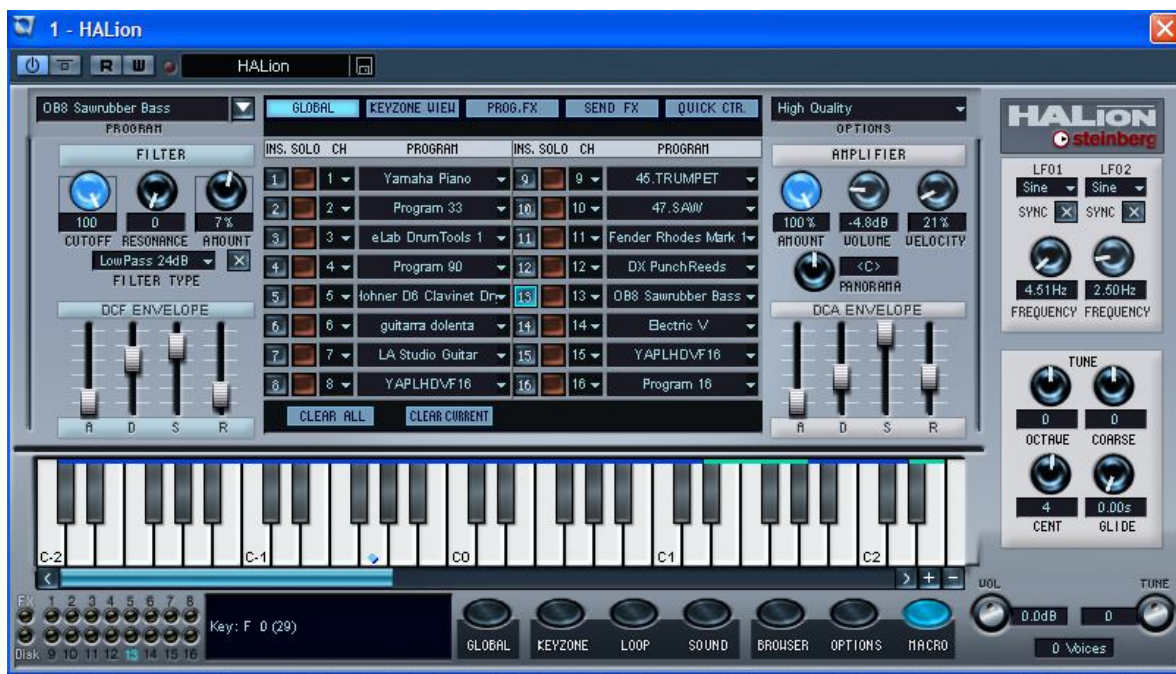 1 - HALion
R W HALion
OB8 Sawrubber Bass
PROGRAM
GLOBAL KEYZONE VIEW PROG.FX SEND FX QUICK CTR.
High Quality
OPTIONS
HALION
steinberg
FILTER
100 0 7%
CUTOFF RESONANCE AMOUNT
LowPass 24dB X
FILTER TYPE
DCF ENVELOPE
A D S R
INS. SOLO CH PROGRAM INS. SOLO CH PROGRAM
1 1 Yamaha Piano 9 9 45.TRUMPET
2 2 Program 33 10 10 47.SAW
3 3 eLab DrumTools 1 11 11 Fender Rhodes Mark 1
4 4 Program 90 12 12 DX PunchReeds
5 5 Hohner D6 Clavinet Dr 13 13 OB8 Sawrubber Bass
6 6 guitarra dolenta 14 14 Electric V
7 7 LA Studio Guitar 15 15 YAPLHDVF16
8 8 YAPLHDVF16 16 16 Program 16
CLEAR ALL CLEAR CURRENT
AMPLIFIER
100% -4.8dB 21%
AMOUNT VOLUME VELOCITY
<C>
PANORAMA
DCA ENVELOPE
A D S R
LFO1 LFO2
Sine Sine
SYNC X SYNC X
4.51Hz 2.50Hz
FREQUENCY FREQUENCY
TUNE
0 0
OCTAVE COARSE
4 0.00s
CENT GLIDE
C-2 C-1 C0 C1 C2
< > + -
FX 1 2 3 4 5 6 7 8
Disk 9 10 11 12 13 14 15 16
Key: F 0 (29)
GLOBAL KEYZONE LOOP SOUND BROWSER OPTIONS MACRO
VOL TUNE
0.0dB 0
0 Voices